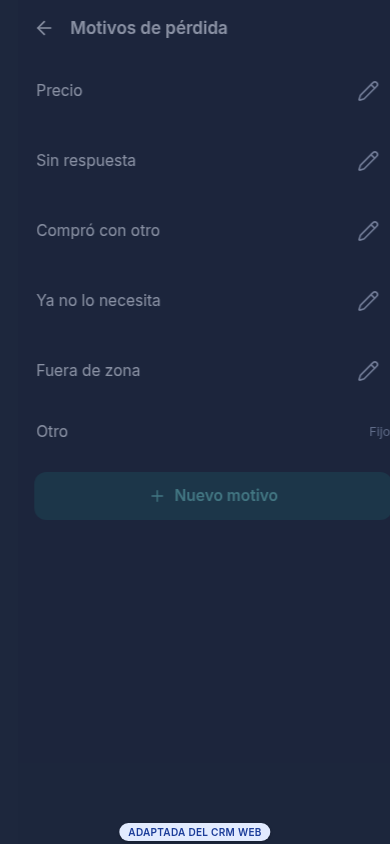 Motivos de pérdida
Precio
Sin respuesta
Compró con otro
Ya no lo necesita
Fuera de zona
Otro
Fijo
+ Nuevo motivo
ADAPTADA DEL CRM WEB